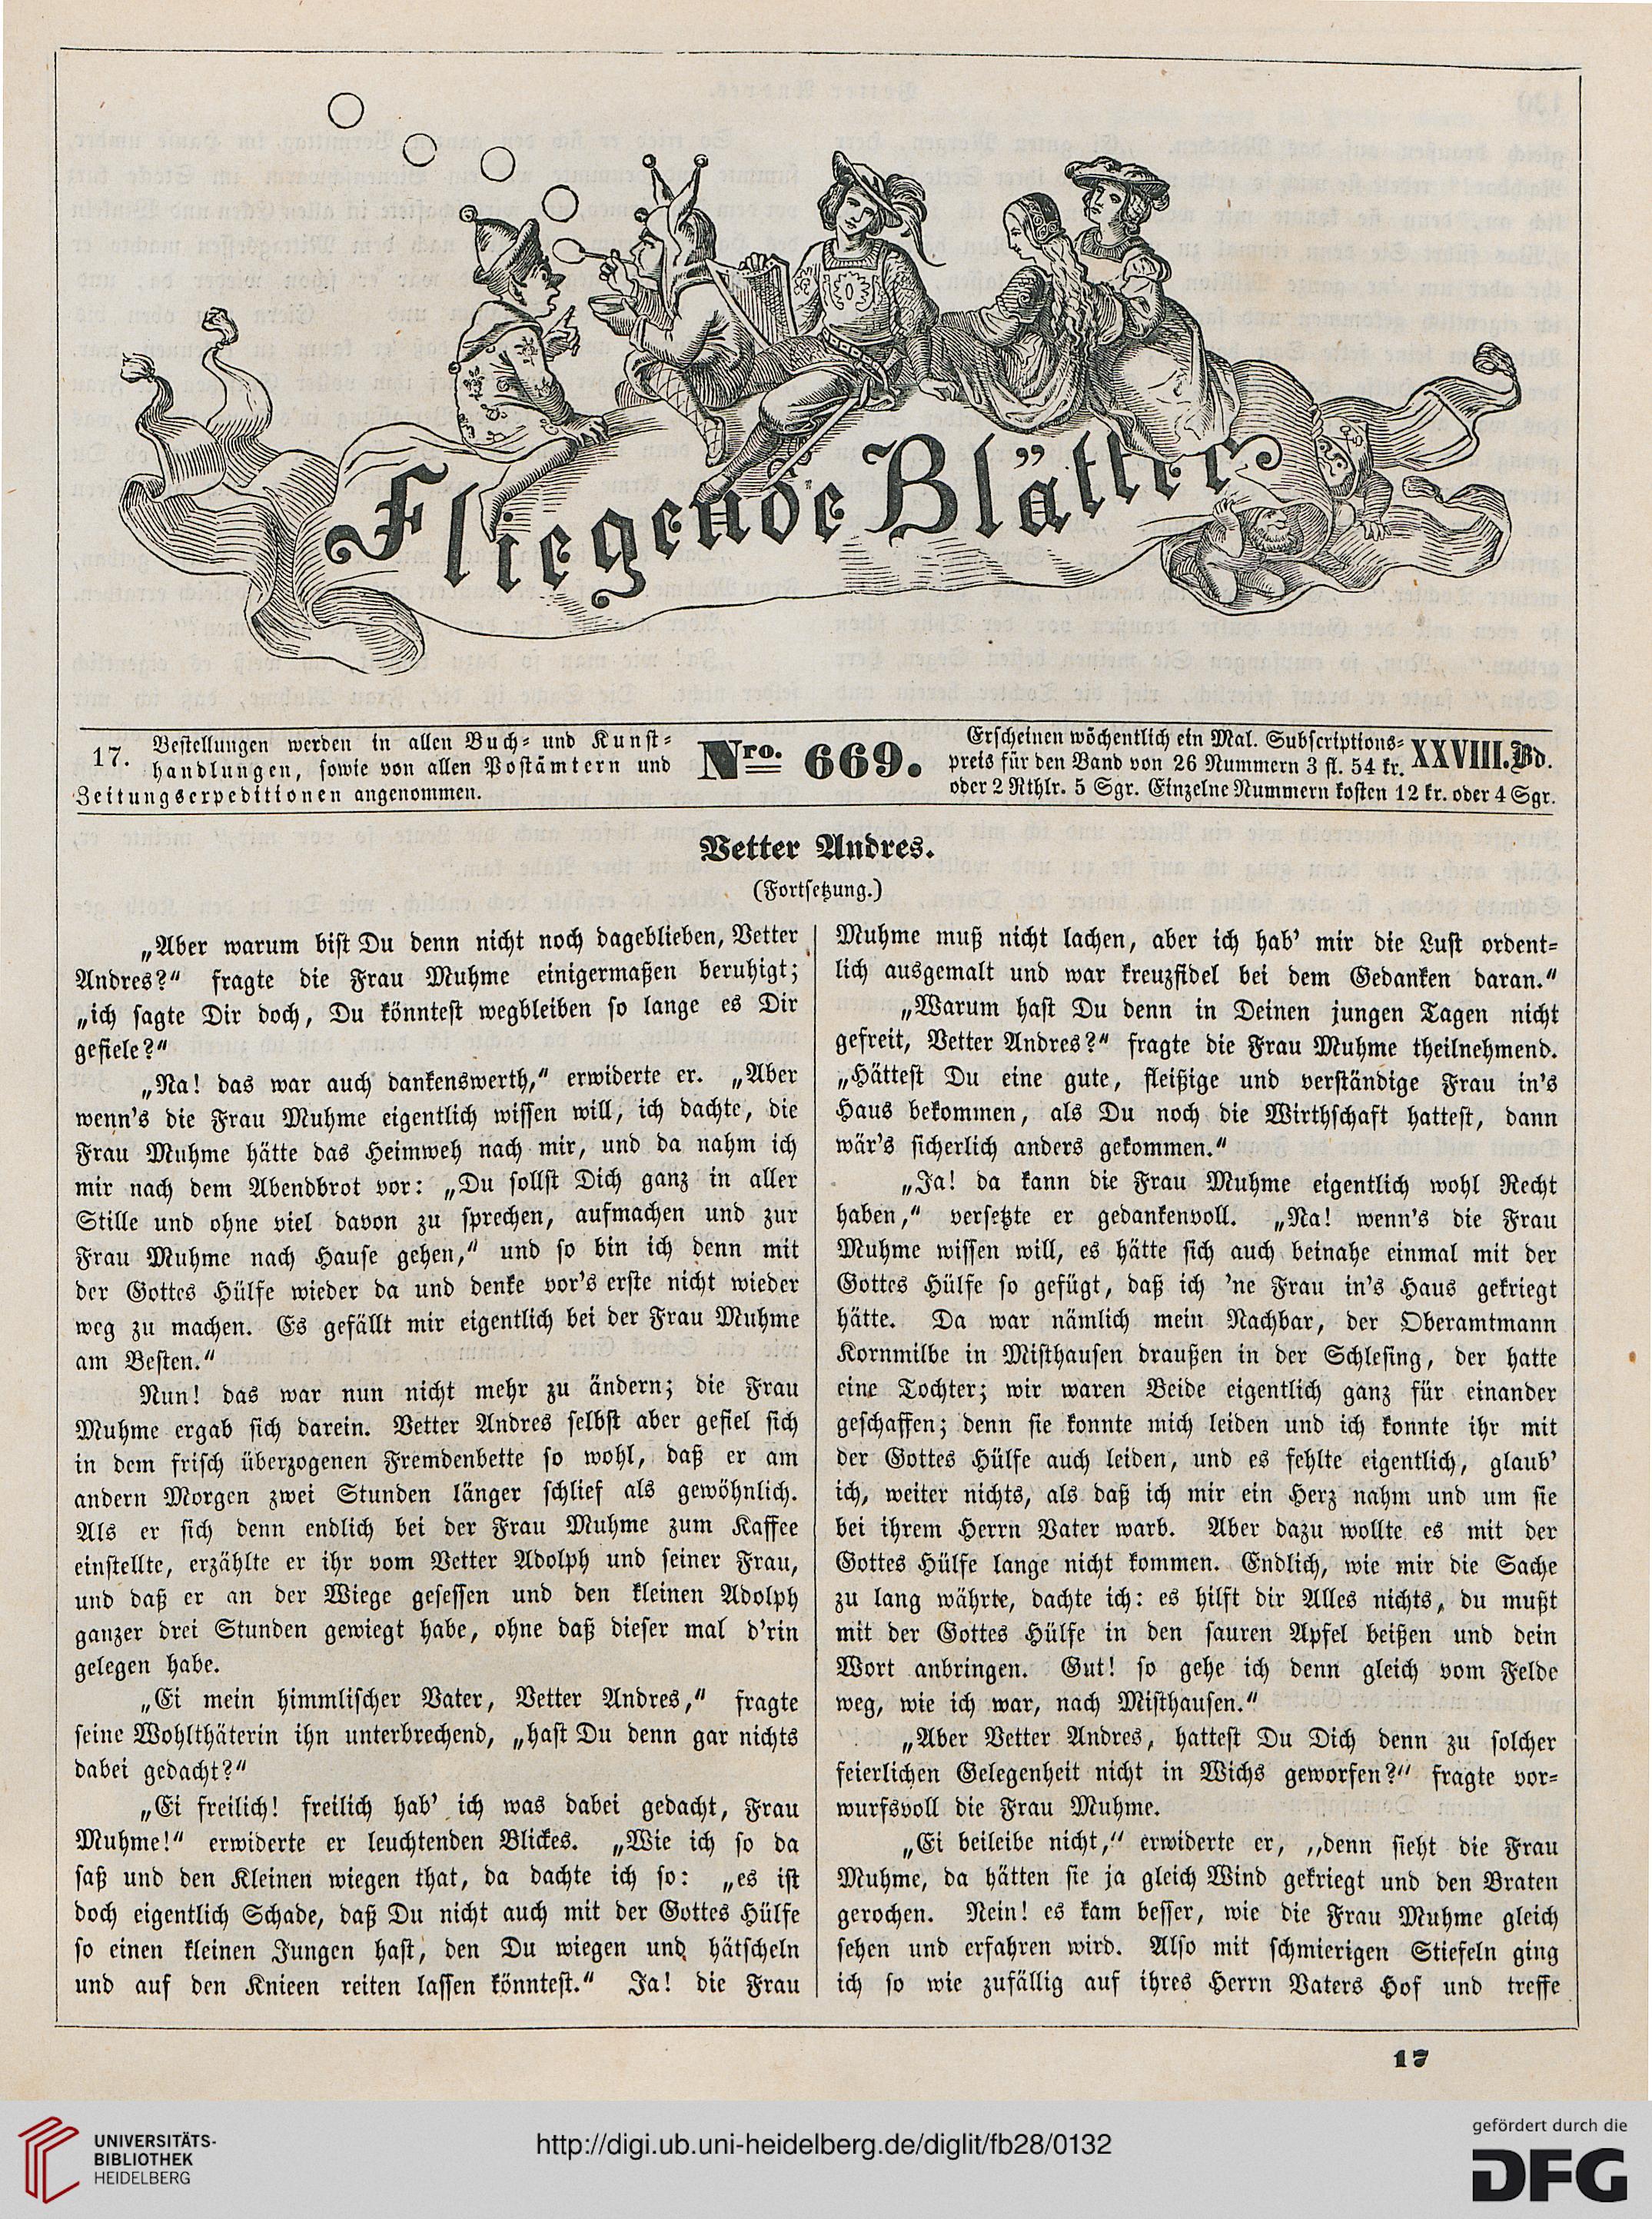 Fliegende Blätter
17. Bestellungen werden in allen Buch- und Kunst-
handlungen, sowie von allen Postämtern und
Zeitungsexpeditionen angenommen.
Nro. 669.
Erscheinen wöchentlich ein Mal. Subscriptions-
preis für den Band von 26 Nummern 3 fl. 54 kr.
oder 2 Rthlr. 5 Sgr. Einzelne Nummern kosten 12 kr. oder 4 Sgr.
XXVIII. Bd.
Vetter Andres.
(Fortsetzung.)
„Aber warum bist Du denn nicht noch dageblieben, Vetter
Andres?“ fragte die Frau Muhme einigermaßen beruhigt;
„ich sagte Dir doch, Du könntest wegbleiben so lange es Dir
gefiele?“
„Na! das war auch dankenswerth,“ erwiderte er. „Aber
wenn's die Frau Muhme eigentlich wissen will, ich dachte, die
Frau Muhme hätte das Heimweh nach mir, und da nahm ich
mir nach dem Abendbrot vor: „Du sollst Dich ganz in aller
Stille und ohne viel davon zu sprechen, aufmachen und zur
Frau Muhme nach Hause gehen,“ und so bin ich denn mit
der Gottes Hülfe wieder da und denke vor's erste nicht wieder
weg zu machen. Es gefällt mir eigentlich bei der Frau Muhme
am Besten.“
Nun! das war nun nicht mehr zu ändern; die Frau
Muhme ergab sich darein. Vetter Andres selbst aber gefiel sich
in dem frisch überzogenen Fremdenbette so wohl, daß er am
andern Morgen zwei Stunden länger schlief als gewöhnlich.
Als er sich denn endlich bei der Frau Muhme zum Kaffee
einstellte, erzählte er ihr vom Vetter Adolph und seiner Frau,
und daß er an der Wiege gesessen und den kleinen Adolph
ganzer drei Stunden gewiegt habe, ohne daß dieser mal d'rin
gelegen habe.
„Ei mein himmlischer Vater, Vetter Andres,“ fragte
seine Wohlthäterin ihn unterbrechend, „hast Du denn gar nichts
dabei gedacht?“
„Ei freilich! freilich hab' ich was dabei gedacht, Frau
Muhme!“ erwiderte er leuchtenden Blickes. „Wie ich so da
saß und den Kleinen wiegen that, da dachte ich so: „es ist
doch eigentlich Schade, daß Du nicht auch mit der Gottes Hülfe
so einen kleinen Jungen hast, den Du wiegen und hätscheln
und auf den Knieen reiten lassen könntest.“ Ja! die Frau
Muhme muß nicht lachen, aber ich hab' mir die Lust ordent-
lich ausgemalt und war kreuzfidel bei dem Gedanken daran.“
„Warum hast Du denn in Deinen jungen Tagen nicht
gefreit, Vetter Andres?“ fragte die Frau Muhme theilnehmend.
„Hättest Du eine gute, fleißige und verständige Frau in's
Haus bekommen, als Du noch die Wirthschaft hattest, dann
wär's sicherlich anders gekommen.“
„Ja! da kann die Frau Muhme eigentlich wohl Recht
haben,“ versetzte er gedankenvoll. „Na! wenn's die Frau
Muhme wissen will, es hätte sich auch beinahe einmal mit der
Gottes Hülfe so gefügt, daß ich 'ne Frau in's Haus gekriegt
hätte. Da war nämlich mein Nachbar, der Oberamtmann
Kornmilbe in Misthausen draußen in der Schlesing, der hatte
eine Tochter; wir waren Beide eigentlich ganz für einander
geschaffen; denn sie konnte mich leiden und ich konnte ihr mit
der Gottes Hülfe auch leiden, und es fehlte eigentlich, glaub'
ich, weiter nichts, als daß ich mir ein Herz nahm und um sie
bei ihrem Herrn Vater warb. Aber dazu wollte es mit der
Gottes Hülfe lange nicht kommen. Endlich, wie mir die Sache
zu lang währte, dachte ich: es hilft dir Alles nichts, du mußt
mit der Gottes Hülfe in den sauren Apfel beißen und dein
Wort anbringen. Gut! so gehe ich denn gleich vom Felde
weg, wie ich war, nach Misthausen.“
„Aber Vetter Andres, hattest Du Dich denn zu solcher
feierlichen Gelegenheit nicht in Wichs geworfen?“ fragte vor-
wurfsvoll die Frau Muhme.
„Ei beileibe nicht,“ erwiderte er, „denn sieht die Frau
Muhme, da hätten sie ja gleich Wind gekriegt und den Braten
gerochen. Nein! es kam besser, wie die Frau Muhme gleich
sehen und erfahren wird. Also mit schmierigen Stiefeln ging
ich so wie zufällig auf ihres Herrn Vaters Hof und treffe
17
UNIVERSITÄTS-
BIBLIOTHEK
HEIDELBERG
http://digi.ub.uni-heidelberg.de/diglit/fb28/0132
gefördert durch die
DFG